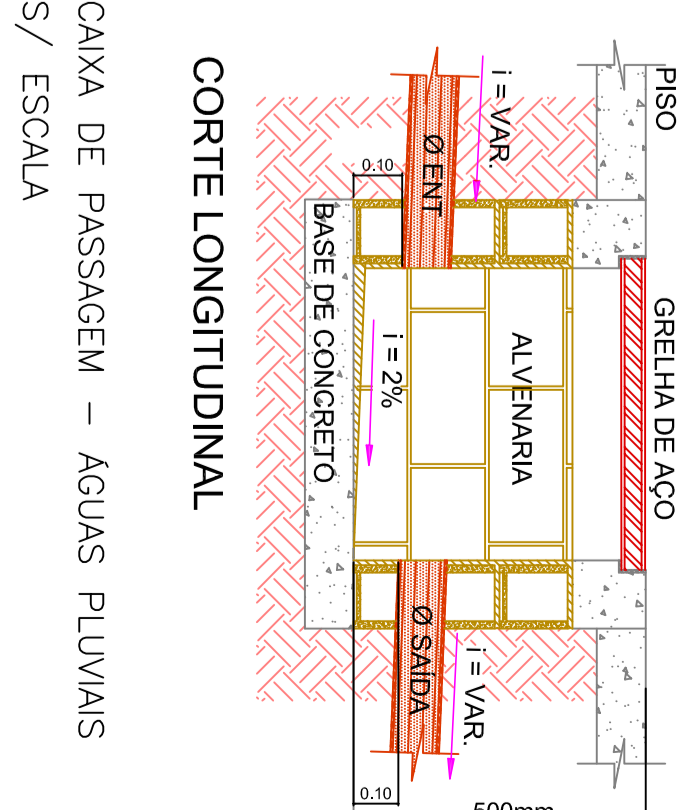 PISO
GRELHA DE AÇO
i = VAR.
Ø ENT
ALVENARIA
0.10
i = 2%
BASE DE CONCRETO
Ø SAÍDA
i = VAR.
0.10
500mm
CORTE LONGITUDINAL
CAIXA DE PASSAGEM - ÁGUAS PLUVIAIS
S/ ESCALA